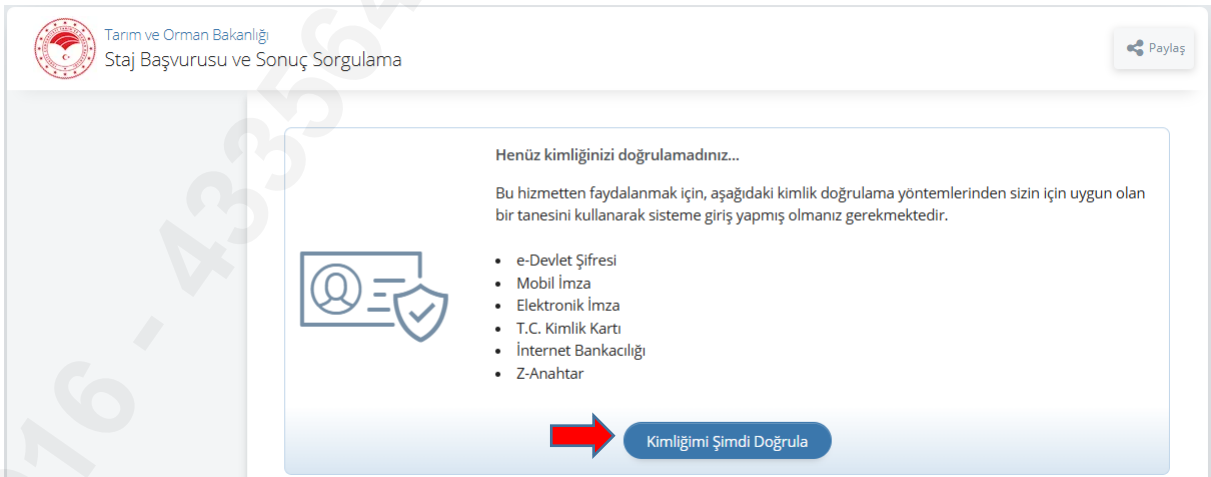 Tarım ve Orman Bakanlığı
Staj Başvurusu ve Sonuç Sorgulama
Paylaş
Henüz kimliğinizi doğrulamadınız...
Bu hizmetten faydalanmak için, aşağıdaki kimlik doğrulama yöntemlerinden sizin için uygun olan
bir tanesini kullanarak sisteme giriş yapmış olmanız gerekmektedir.
• e-Devlet Şifresi
• Mobil İmza
• Elektronik İmza
• T.C. Kimlik Kartı
• İnternet Bankacılığı
• Z-Anahtar
Kimliğimi Şimdi Doğrula